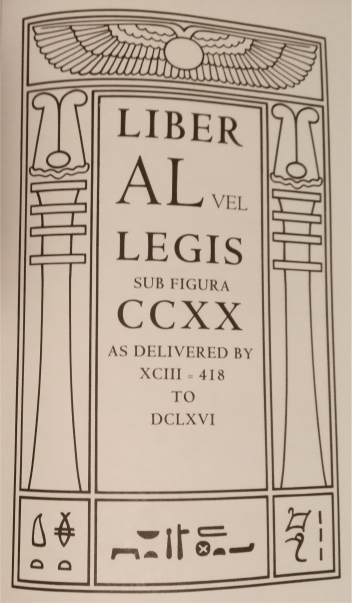 LIBER
AL VEL
LEGIS
SUB FIGURA
CCXX
AS DELIVERED BY
XCIII = 418
TO
DCLXVI